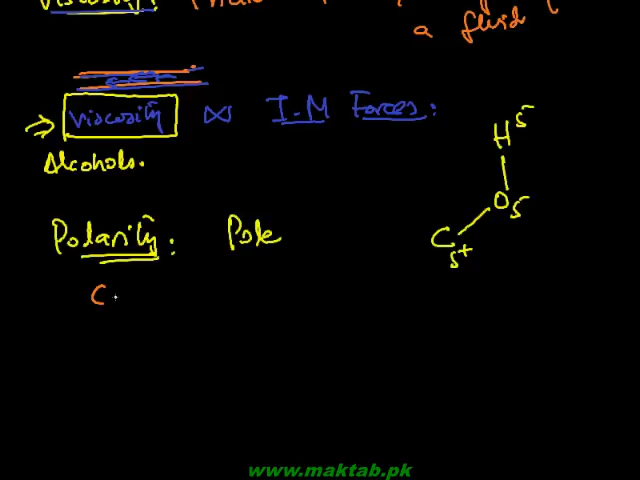 a fluid
Viscosity ∝ I-M Forces:
Alcohols.
H δ-
O δ
C δ+
Polarity: Pole
C
www.maktab.pk